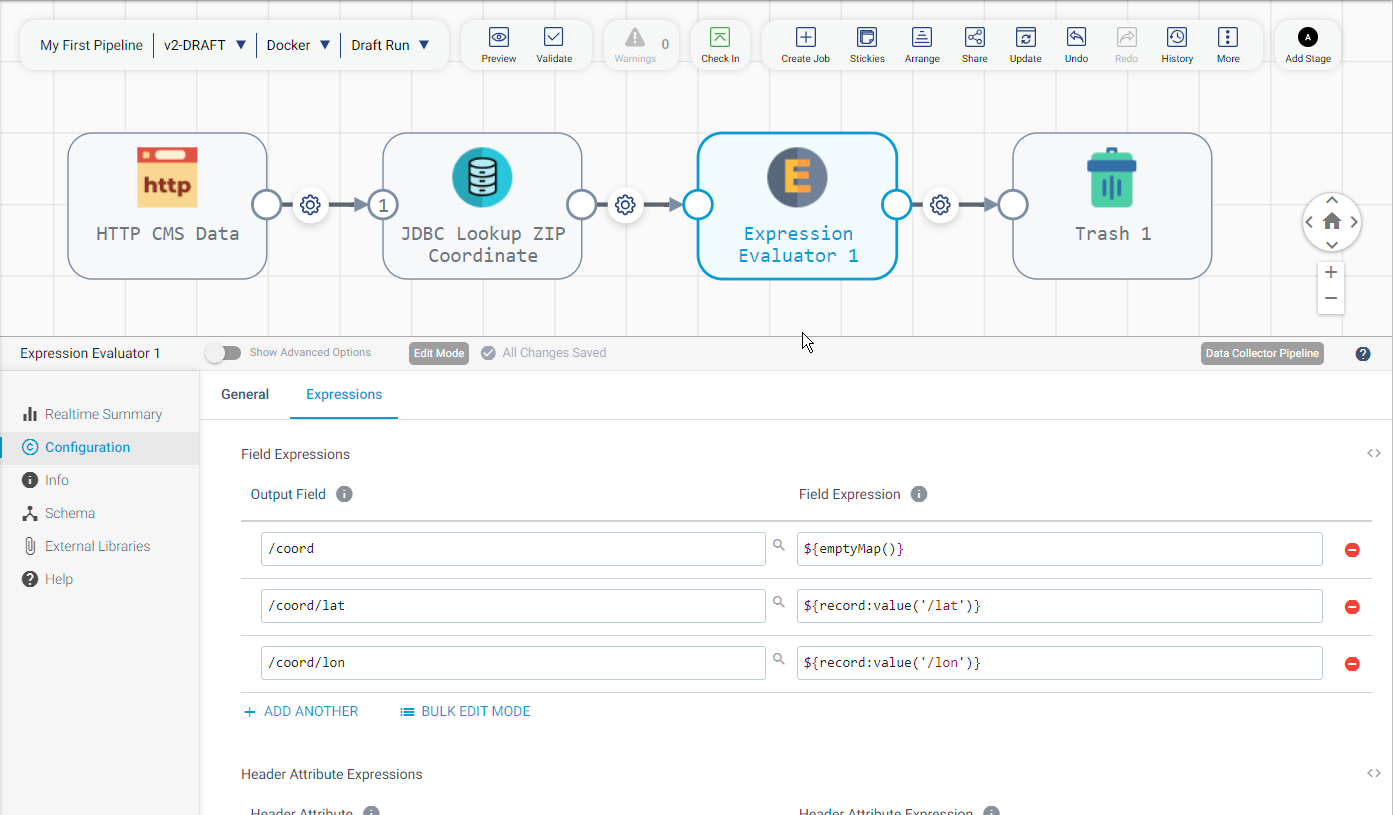 My First Pipeline
v2-DRAFT
Docker
Draft Run
Preview
Validate
Warnings
0
Check In
Create Job
Stickies
Arrange
Share
Update
Undo
Redo
History
More
A
Add Stage
http
HTTP CMS Data
1
JDBC Lookup ZIP
Coordinate
E
Expression
Evaluator 1
Trash 1
Expression Evaluator 1
Show Advanced Options
Edit Mode
All Changes Saved
Data Collector Pipeline
?
Realtime Summary
Configuration
Info
Schema
External Libraries
Help
General
Expressions
Field Expressions
Output Field
Field Expression
/coord
${emptyMap()}
/coord/lat
${record:value('/lat')}
/coord/lon
${record:value('/lon')}
ADD ANOTHER
BULK EDIT MODE
Header Attribute Expressions
Header Attribute
Header Attribute Expression